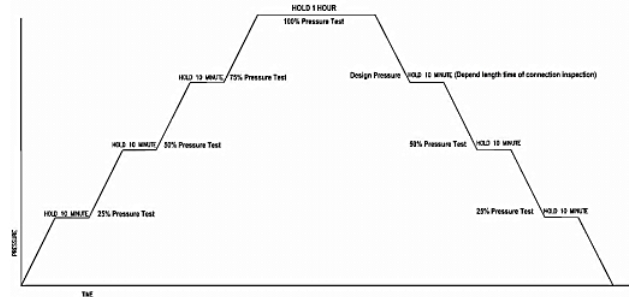 HOLD 1 HOUR
100% Pressure Test
HOLD 10 MINUTE 75% Pressure Test
Design Pressure HOLD 10 MINUTE (Depend length time of connection inspection)
HOLD 10 MINUTE 50% Pressure Test
50% Pressure Test HOLD 10 MINUTE
HOLD 10 MINUTE 25% Pressure Test
25% Pressure Test HOLD 10 MINUTE
PRESSURE
TIME